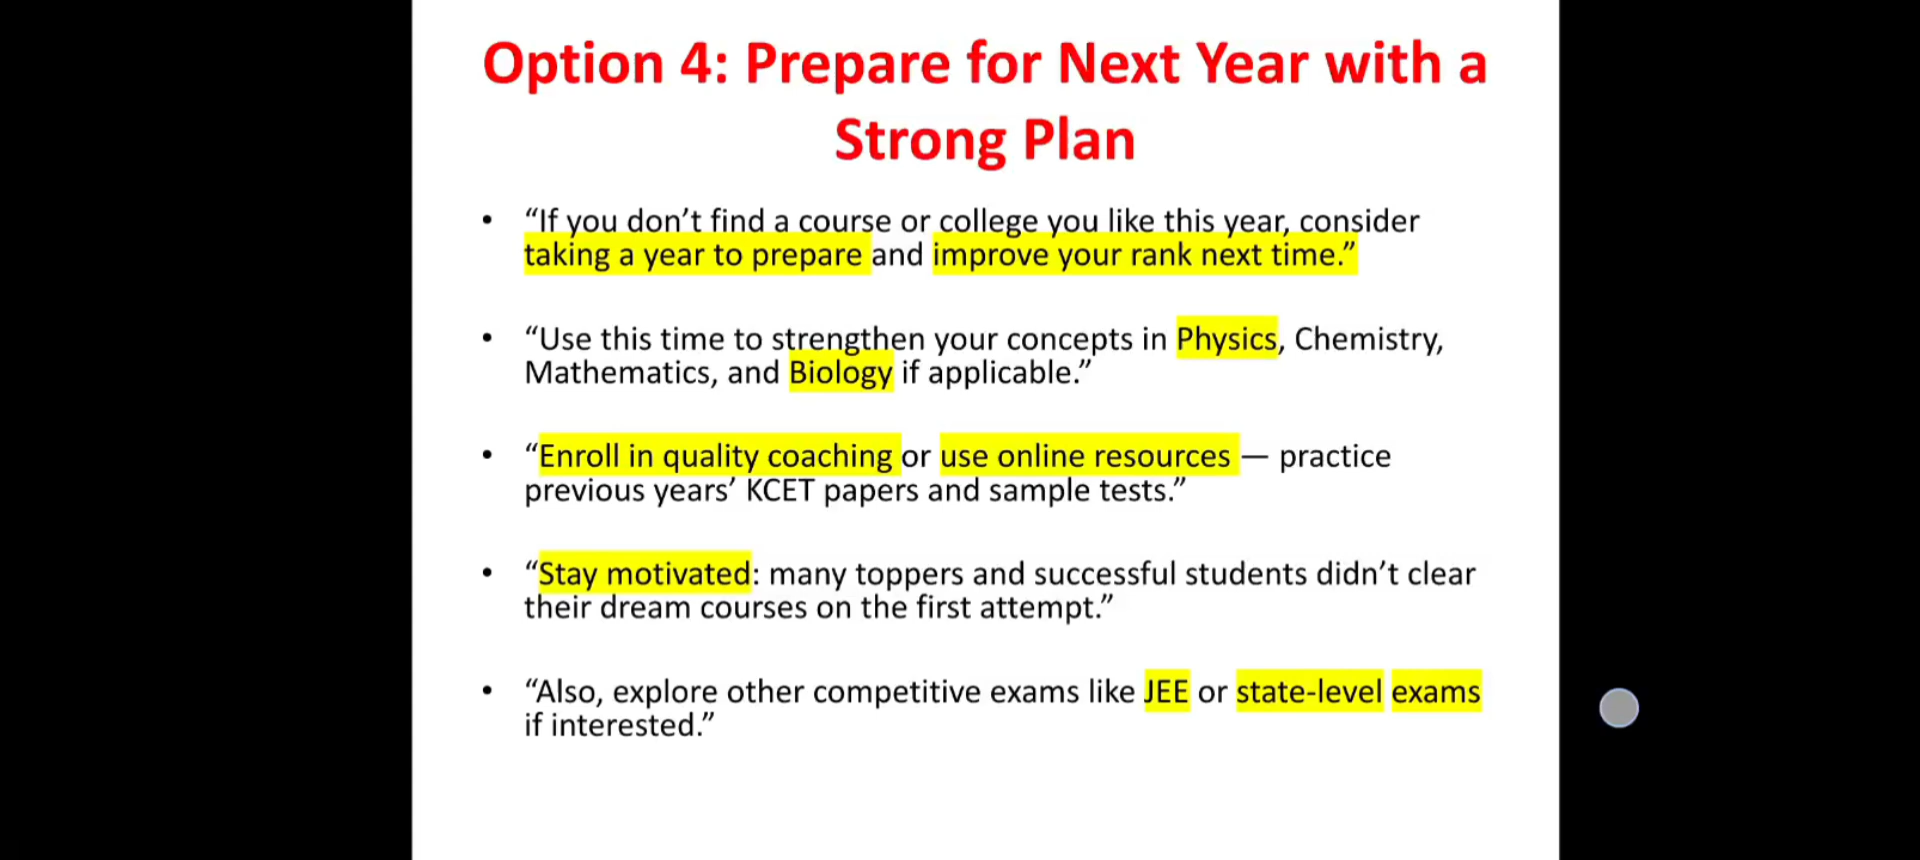 Option 4: Prepare for Next Year with a
Strong Plan
• “If you don’t find a course or college you like this year, consider
taking a year to prepare and improve your rank next time.”
• “Use this time to strengthen your concepts in Physics, Chemistry,
Mathematics, and Biology if applicable.”
• “Enroll in quality coaching or use online resources — practice
previous years’ KCET papers and sample tests.”
• “Stay motivated: many toppers and successful students didn’t clear
their dream courses on the first attempt.”
• “Also, explore other competitive exams like JEE or state-level exams
if interested.”